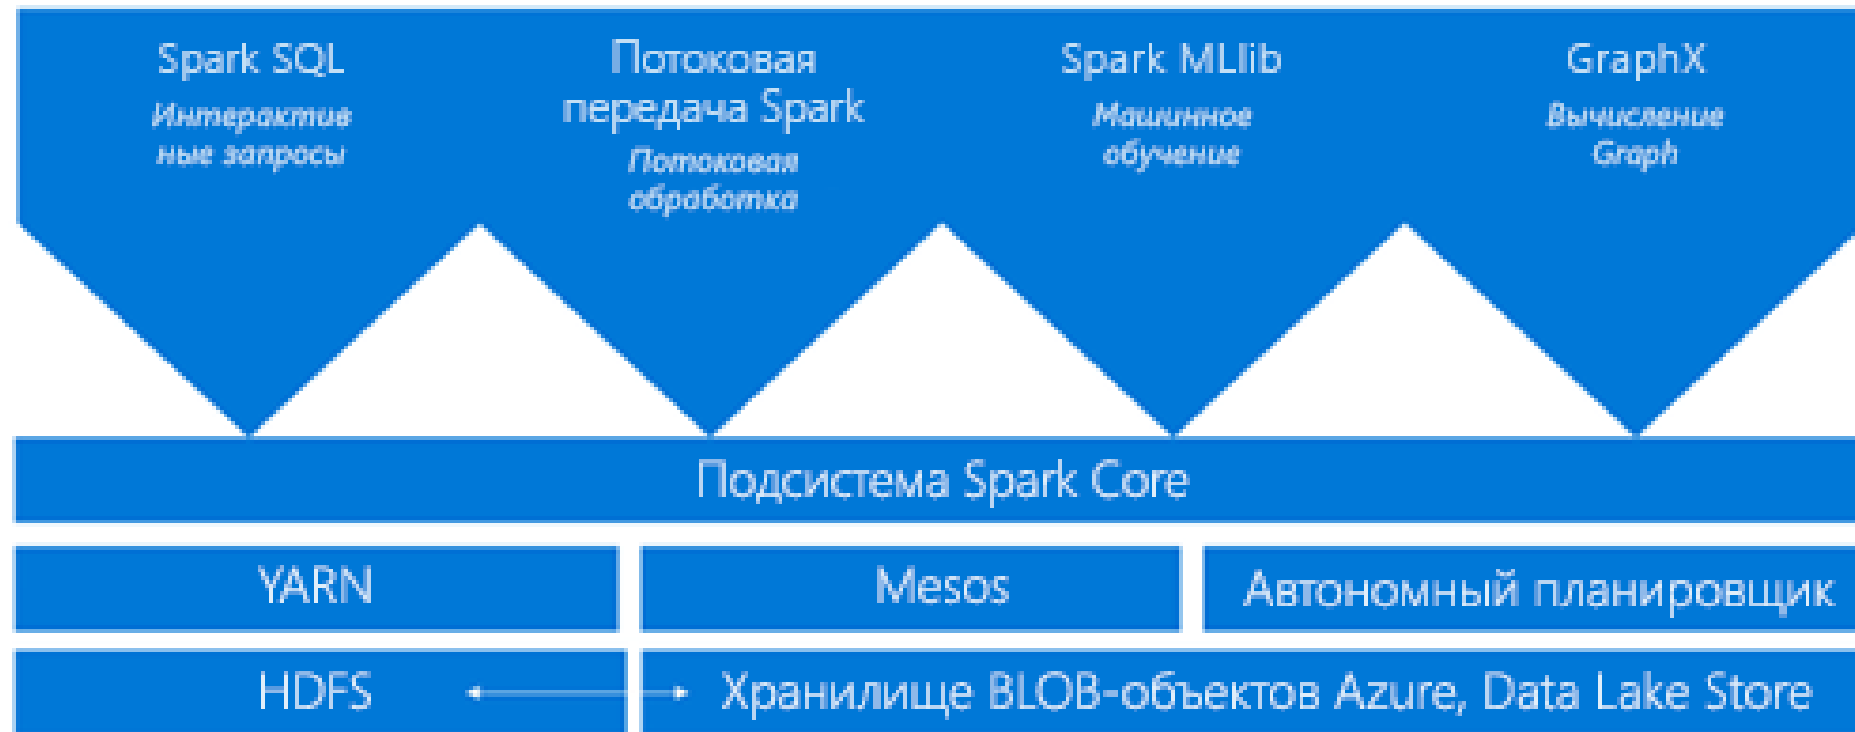 Spark SQL
Интерактив
ные запросы
Потоковая
передача Spark
Потоковая
обработка
Spark MLlib
Машинное
обучение
GraphX
Вычисление
Graph
Подсистема Spark Core
YARN
Mesos
Автономный планировщик
HDFS
Хранилище BLOB-объектов Azure, Data Lake Store